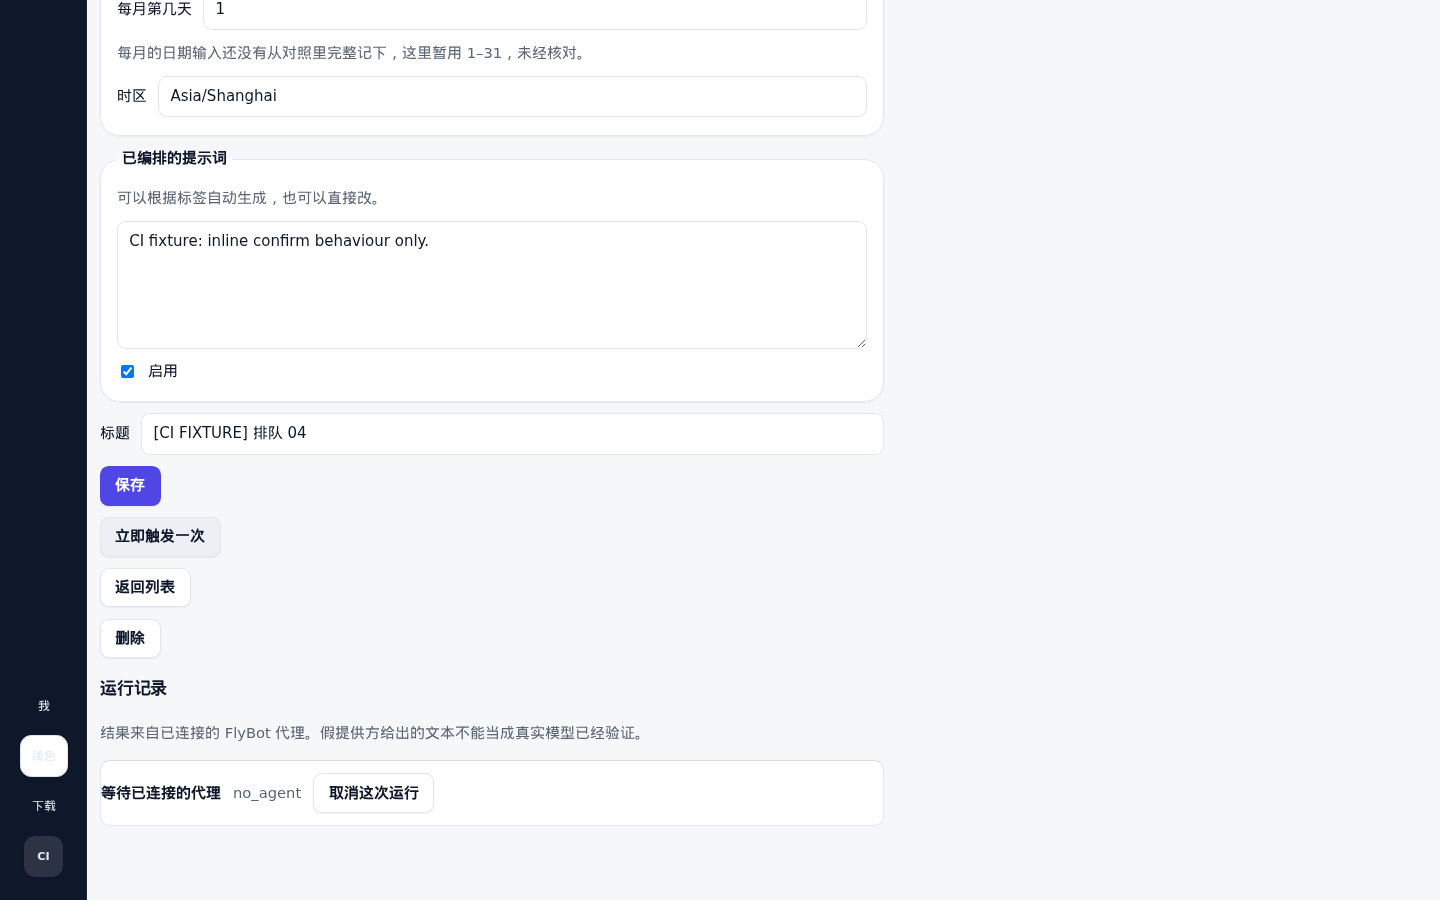 每月第几天 1
每月的日期输入还没有从对照里完整记下，这里暂用 1–31，未经核对。
时区 Asia/Shanghai
已编排的提示词
可以根据标签自动生成，也可以直接改。
CI fixture: inline confirm behaviour only.
启用
标题 [CI FIXTURE] 排队 04
保存
立即触发一次
返回列表
删除
运行记录
结果来自已连接的 FlyBot 代理。假提供方给出的文本不能当成真实模型已经验证。
等待已连接的代理 no_agent 取消这次运行
我
浅色
下载
CI